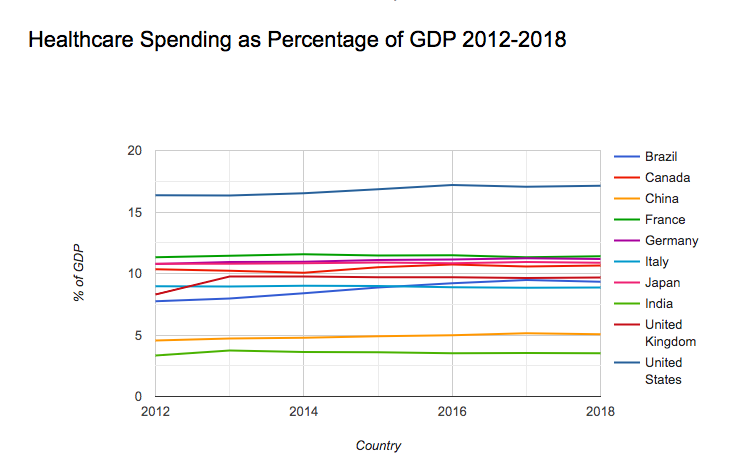 Healthcare Spending as Percentage of GDP 2012-2018
20
15
10
5
0
% of GDP
2012
2014
2016
2018
Country
Brazil
Canada
China
France
Germany
Italy
Japan
India
United
Kingdom
United
States